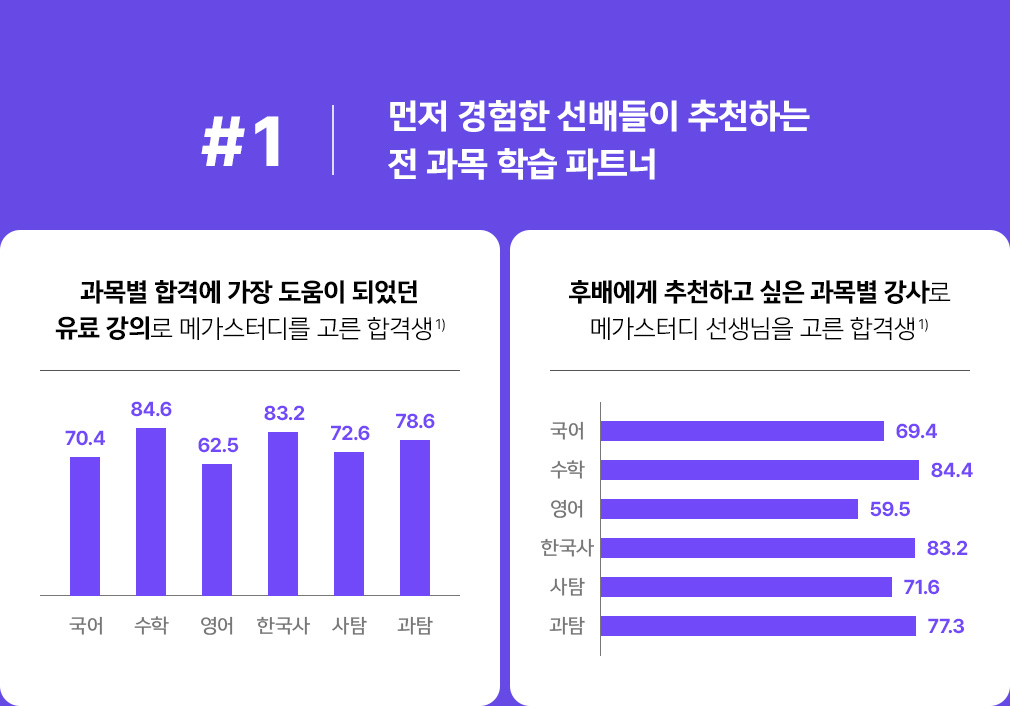 #1
먼저 경험한 선배들이 추천하는
전 과목 학습 파트너
과목별 합격에 가장 도움이 되었던
유료 강의로 메가스터디를 고른 합격생1)
70.4
84.6
62.5
83.2
72.6
78.6
국어
수학
영어
한국사
사탐
과탐
후배에게 추천하고 싶은 과목별 강사로
메가스터디 선생님을 고른 합격생1)
국어 69.4
수학 84.4
영어 59.5
한국사 83.2
사탐 71.6
과탐 77.3